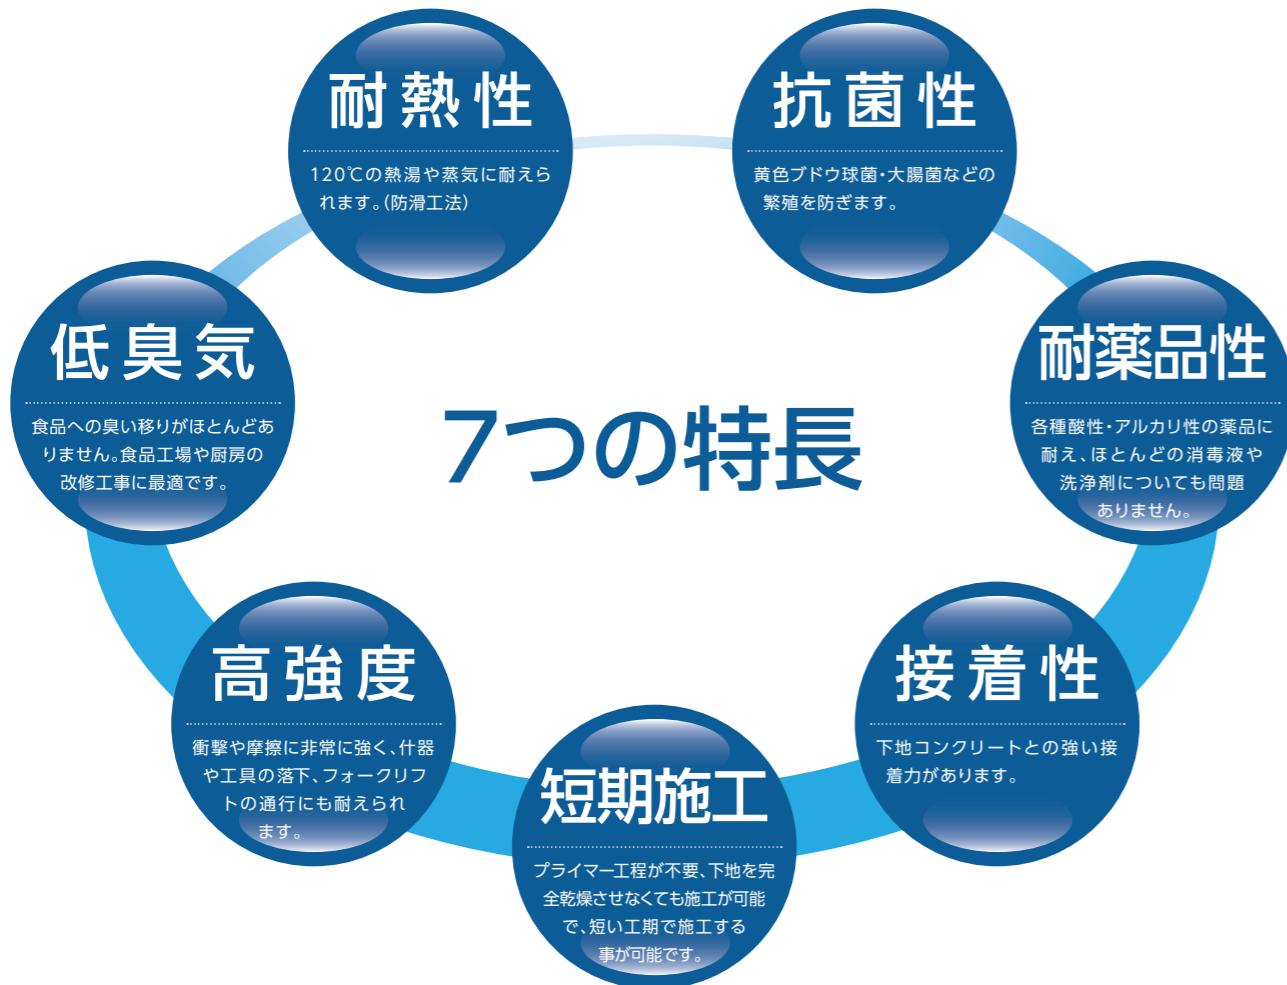 耐熱性
120℃の熱湯や蒸気に耐えら
れます。(防滑工法)
抗菌性
黄色ブドウ球菌・大腸菌などの
繁殖を防ぎます。
低臭気
食品への臭い移りがほとんどあ
りません。食品工場や厨房の
改修工事に最適です。
7つの特長
耐薬品性
各種酸性・アルカリ性の薬品に
耐え、ほとんどの消毒液や
洗浄剤についても問題
ありません。
高強度
衝撃や摩擦に非常に強く、什器
や工具の落下、フォークリフ
トの通行にも耐えられ
ます。
短期施工
プライマー工程が不要、下地を完
全乾燥させなくても施工が可能
で、短い工期で施工する
事が可能です。
接着性
下地コンクリートとの強い接
着力があります。